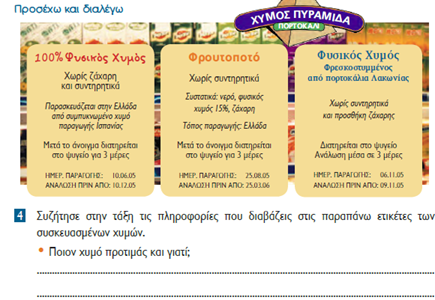 Προσέχω και διαλέγω
ΧΥΜΟΣ ΠΥΡΑΜΙΔΑ
ΠΟΡΤΟΚΑΛΙ
100% Φυσικός Χυμός
Χωρίς ζάχαρη
και συντηρητικά
Παρασκευάζεται στην Ελλάδα
από συμπυκνωμένο χυμό
παραγωγής Ισπανίας
Μετά το άνοιγμα διατηρείται
στο ψυγείο για 3 μέρες
ΗΜΕΡ. ΠΑΡΑΓΩΓΗΣ: 10.06.05
ΑΝΑΛΩΣΗ ΠΡΙΝ ΑΠΟ: 10.12.05
Φρουτοποτό
Χωρίς συντηρητικά
Συστατικά: νερό, φυσικός
χυμός 15%, ζάχαρη
Τόπος παραγωγής: Ελλάδα
Μετά το άνοιγμα διατηρείται
στο ψυγείο για 3 μέρες
ΗΜΕΡ. ΠΑΡΑΓΩΓΗΣ: 25.08.05
ΑΝΑΛΩΣΗ ΠΡΙΝ ΑΠΟ: 25.03.06
Φυσικός Χυμός
Φρεσκοστυμμένος
από πορτοκάλια Λακωνίας
Χωρίς συντηρητικά
και προσθήκη ζάχαρης
Διατηρείται στο ψυγείο
Ανάλωση μέσα σε 3 μέρες
ΗΜΕΡ. ΠΑΡΑΓΩΓΗΣ: 06.11.05
ΑΝΑΛΩΣΗ ΠΡΙΝ ΑΠΟ: 09.11.05
4 Συζήτησε στην τάξη τις πληροφορίες που διαβάζεις στις παραπάνω ετικέτες των
συσκευασμένων χυμών.
• Ποιον χυμό προτιμάς και γιατί;